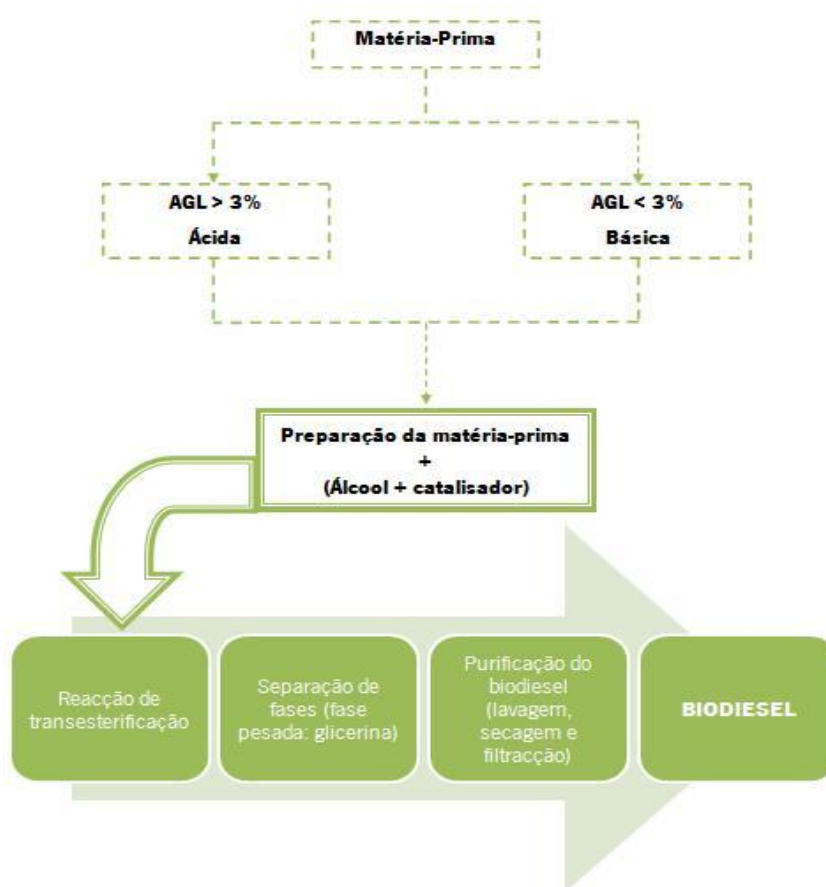 Matéria-Prima
AGL > 3%
Ácida
AGL < 3%
Básica
Preparação da matéria-prima
+
(Álcool + catalisador)
Reacção de
transesterificação
Separação de
fases (fase
pesada: glicerina)
Purificação do
biodiesel
(lavagem,
secagem e
filtracção)
BIODIESEL